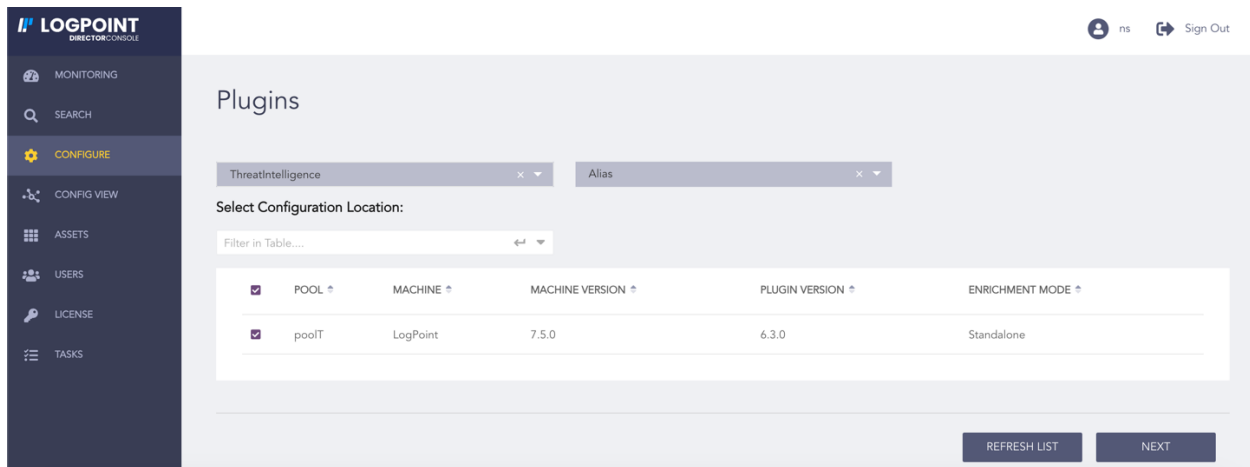 LOGPOINT
DIRECTORCONSOLE
ns Sign Out
MONITORING
SEARCH
CONFIGURE
CONFIG VIEW
ASSETS
USERS
LICENSE
TASKS
Plugins
ThreatIntelligence × Alias ×
Select Configuration Location:
Filter in Table....
POOL MACHINE MACHINE VERSION PLUGIN VERSION ENRICHMENT MODE
poolT LogPoint 7.5.0 6.3.0 Standalone
REFRESH LIST NEXT